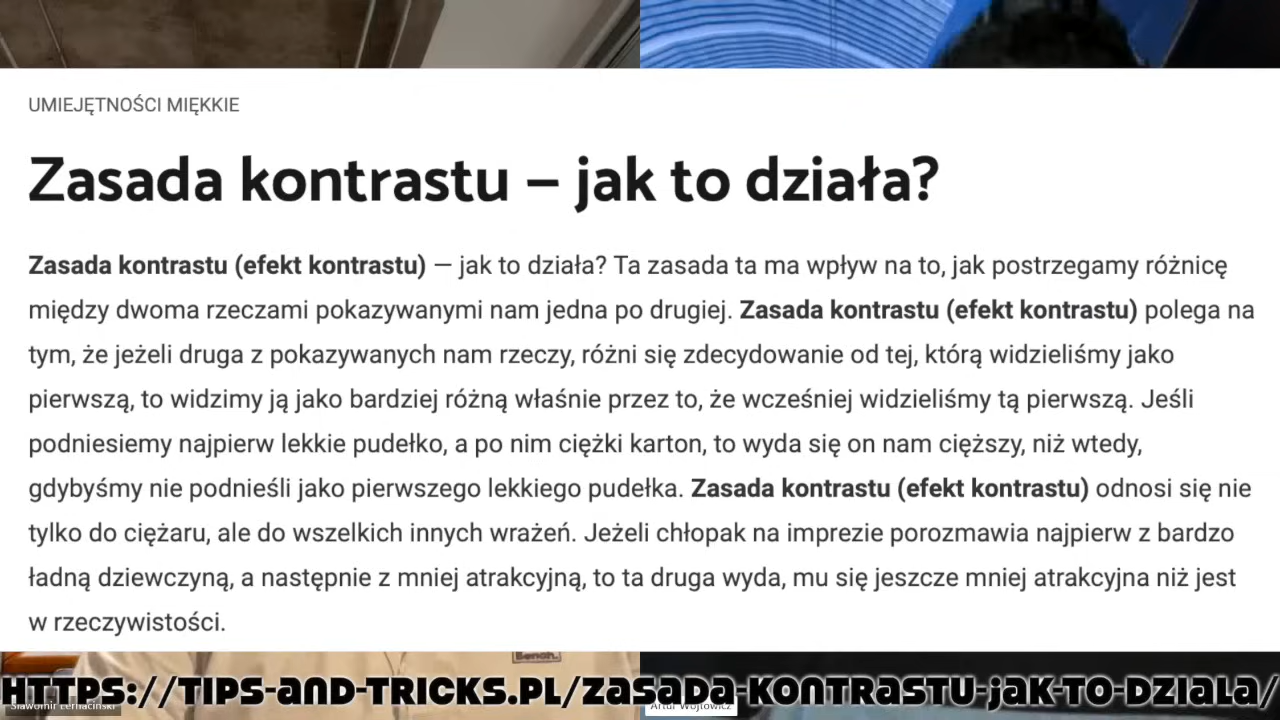 UMIEJĘTNOŚCI MIĘKKIE
Zasada kontrastu – jak to działa?
Zasada kontrastu (efekt kontrastu) — jak to działa? Ta zasada ta ma wpływ na to, jak postrzegamy różnicę
między dwoma rzeczami pokazywanymi nam jedna po drugiej. Zasada kontrastu (efekt kontrastu) polega na
tym, że jeżeli druga z pokazywanych nam rzeczy, różni się zdecydowanie od tej, którą widzieliśmy jako
pierwszą, to widzimy ją jako bardziej różną właśnie przez to, że wcześniej widzieliśmy tą pierwszą. Jeśli
podniesiemy najpierw lekkie pudełko, a po nim ciężki karton, to wyda się on nam cięższy, niż wtedy,
gdybyśmy nie podnieśli jako pierwszego lekkiego pudełka. Zasada kontrastu (efekt kontrastu) odnosi się nie
tylko do ciężaru, ale do wszelkich innych wrażeń. Jeżeli chłopak na imprezie porozmawia najpierw z bardzo
ładną dziewczyną, a następnie z mniej atrakcyjną, to ta druga wyda, mu się jeszcze mniej atrakcyjna niż jest
w rzeczywistości.
Bench.
HTTPS://TIPS-AND-TRICKS.PL/ZASADA-KONTRASTU-JAK-TO-DZIALA/
Artur Wójtowicz